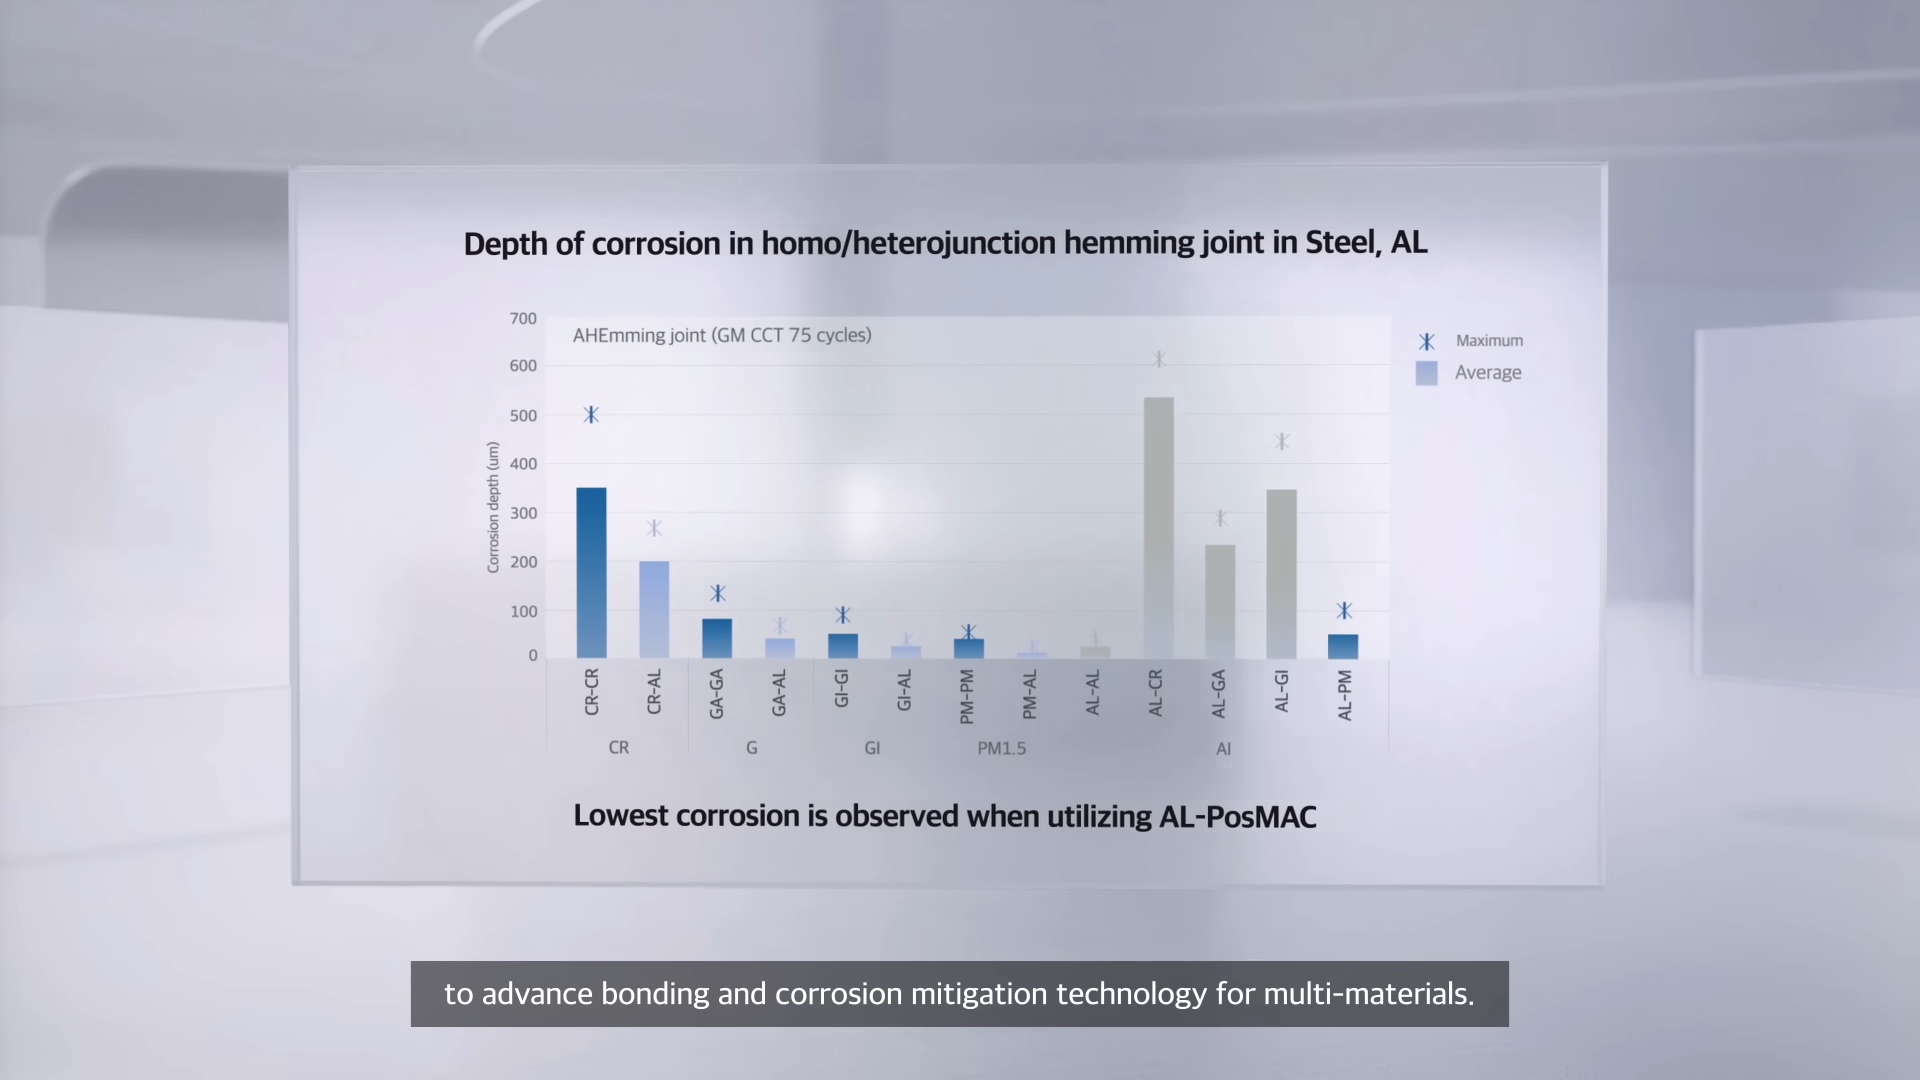 Depth of corrosion in homo/heterojunction hemming joint in Steel, AL
AHEmming joint (GM CCT 75 cycles)
Maximum
Average
Corrosion depth (um)
700
600
500
400
300
200
100
0
CR-CR
CR-AL
GA-GA
GA-AL
GI-GI
GI-AL
PM-PM
PM-AL
AL-AL
AL-CR
AL-GA
AL-GI
AL-PM
CR
G
GI
PM1.5
Al
Lowest corrosion is observed when utilizing AL-PosMAC
to advance bonding and corrosion mitigation technology for multi-materials.